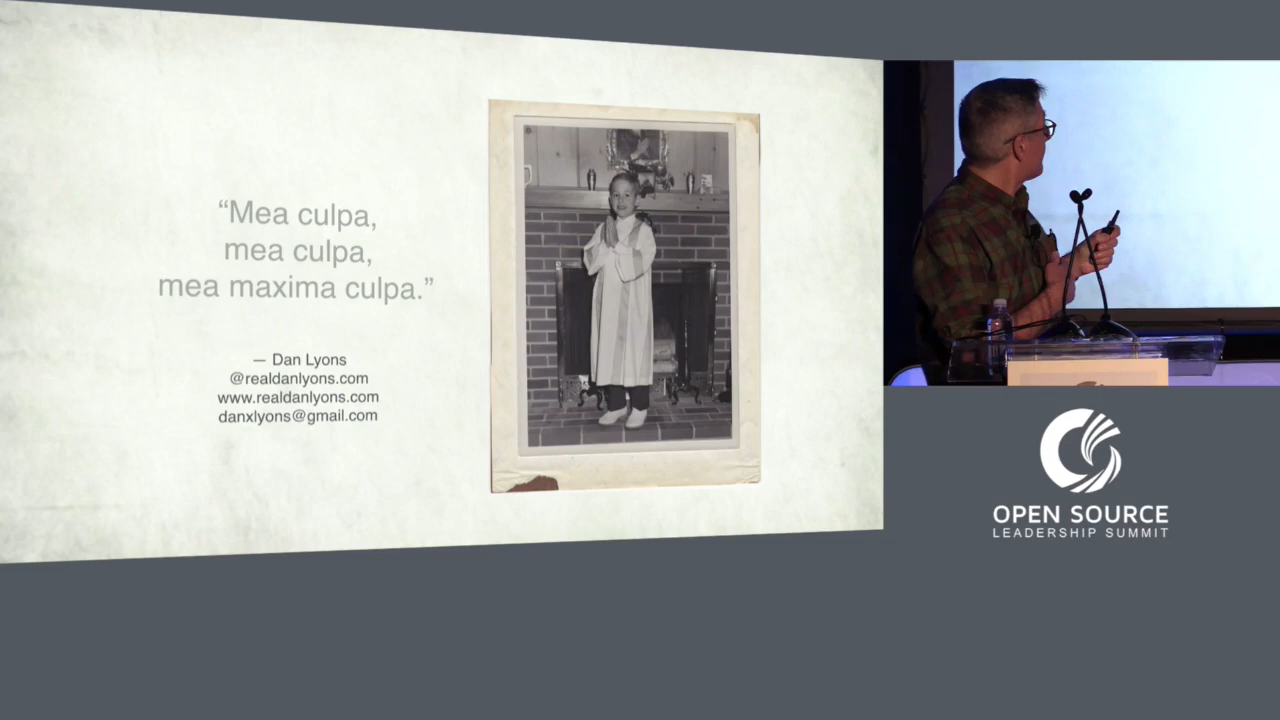 “Mea culpa,
mea culpa,
mea maxima culpa.”
— Dan Lyons
@realdanlyons.com
www.realdanlyons.com
danxlyons@gmail.com
OPEN SOURCE
LEADERSHIP SUMMIT